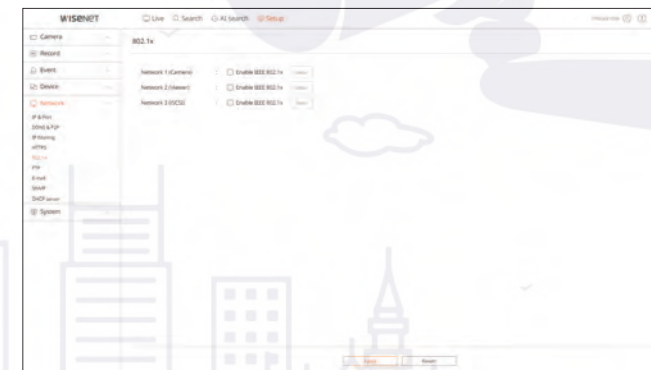 WISENET Live Search AI search Setup
Camera
Record
Event
Device
Network
IP & Port
DDNS & P2P
IP filtering
HTTPS
802.1x
FTP
E-mail
SNMP
DHCP server
System
802.1x
Network 1 (Camera) : Enable IEEE 802.1x
Network 2 (Viewer) : Enable IEEE 802.1x
Network 3 (iSCSI) : Enable IEEE 802.1x
Apply Revert